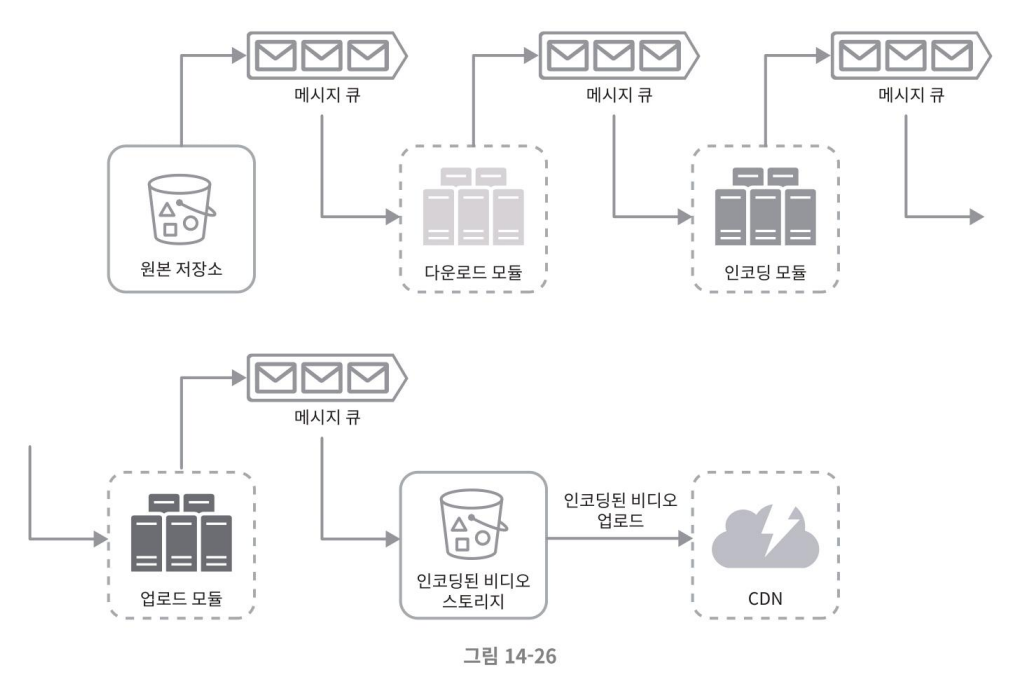 메시지 큐
메시지 큐
메시지 큐
원본 저장소
다운로드 모듈
인코딩 모듈
메시지 큐
업로드 모듈
인코딩된 비디오
스토리지
인코딩된 비디오
업로드
CDN
그림 14-26